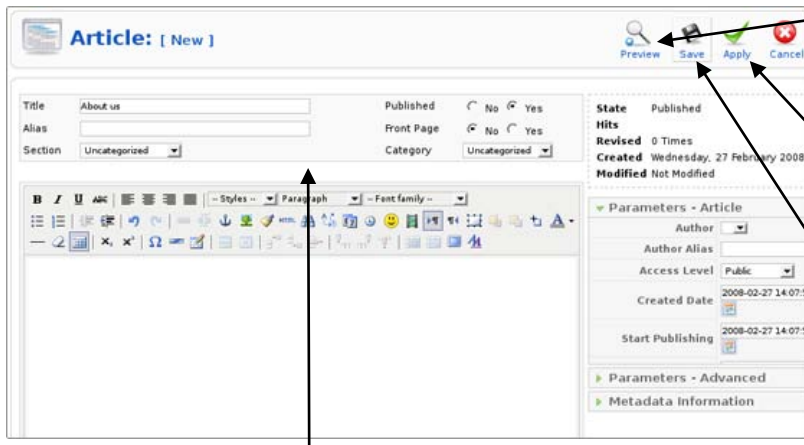 Article: [ New ]
Preview Save Apply Cancel
Title About us Published No Yes
Alias Front Page No Yes
Section Uncategorized Category Uncategorized
State Published
Hits
Revised 0 Times
Created Wednesday, 27 February 2008
Modified Not Modified
B I U ABC -- Styles -- Paragraph -- Font family --
HTML
A
x, x' Ω
Parameters - Article
Author
Author Alias
Access Level Public
Created Date 2008-02-27 14:07:
Start Publishing 2008-02-27 14:07:
Parameters - Advanced
Metadata Information